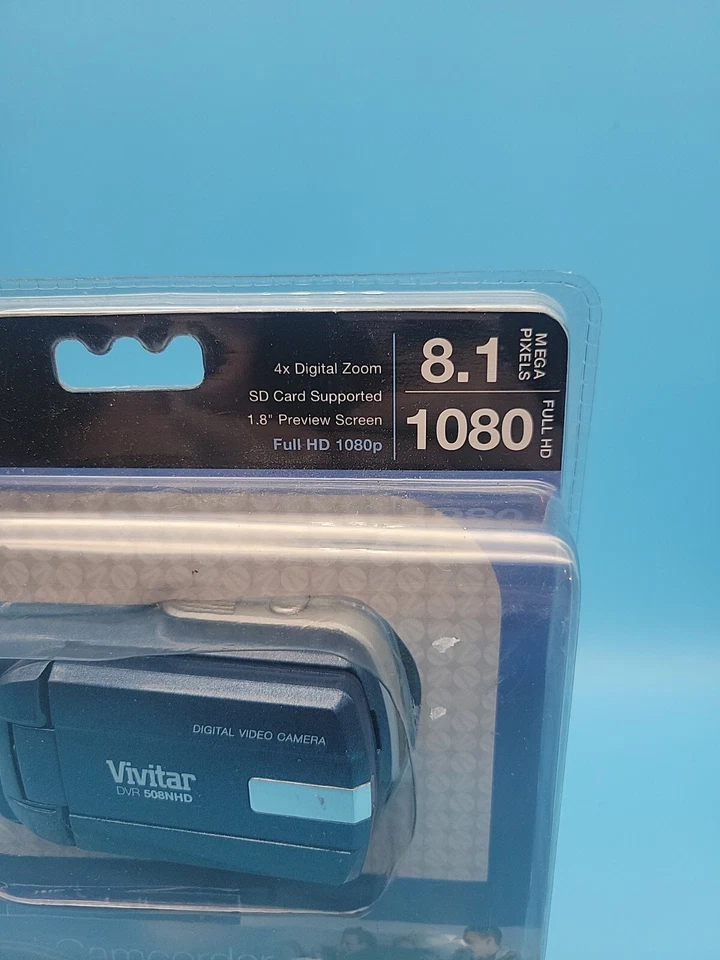 4x Digital Zoom
SD Card Supported
1.8" Preview Screen
Full HD 1080p
8.1 MEGA PIXELS
1080 FULL HD
DIGITAL VIDEO CAMERA
Vivitar
DVR 508NHD
Camcorder